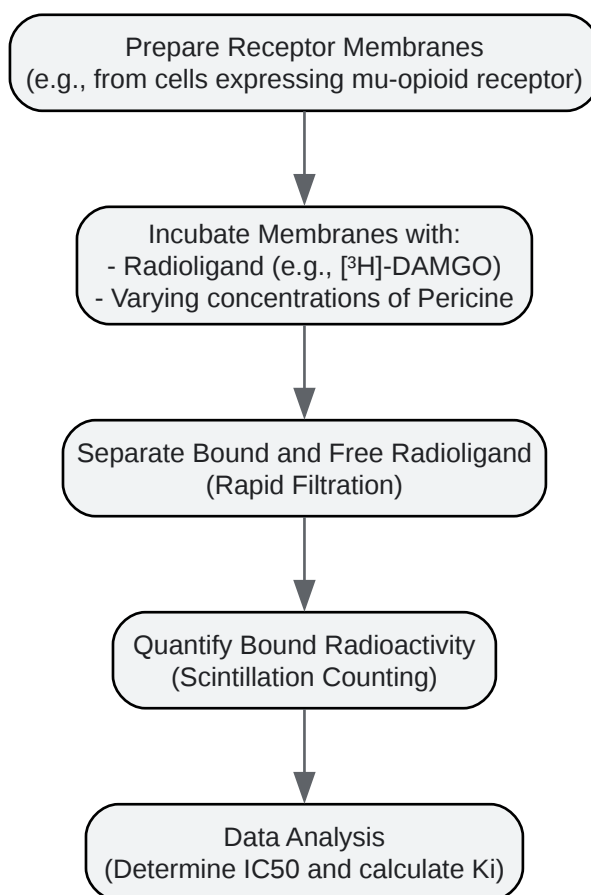 Prepare Receptor Membranes
(e.g., from cells expressing mu-opioid receptor)
Incubate Membranes with:
- Radioligand (e.g., [³H]-DAMGO)
- Varying concentrations of Pericine
Separate Bound and Free Radioligand
(Rapid Filtration)
Quantify Bound Radioactivity
(Scintillation Counting)
Data Analysis
(Determine IC50 and calculate Ki)